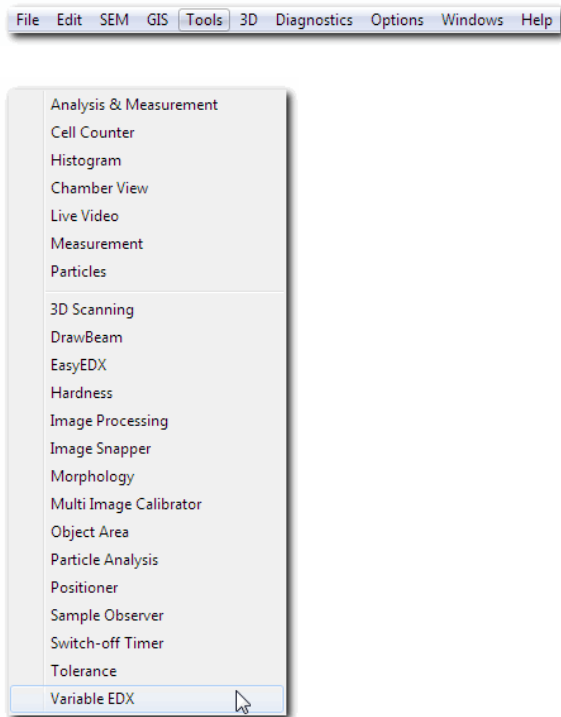 File Edit SEM GIS Tools 3D Diagnostics Options Windows Help
Analysis & Measurement
Cell Counter
Histogram
Chamber View
Live Video
Measurement
Particles
3D Scanning
DrawBeam
EasyEDX
Hardness
Image Processing
Image Snapper
Morphology
Multi Image Calibrator
Object Area
Particle Analysis
Positioner
Sample Observer
Switch-off Timer
Tolerance
Variable EDX